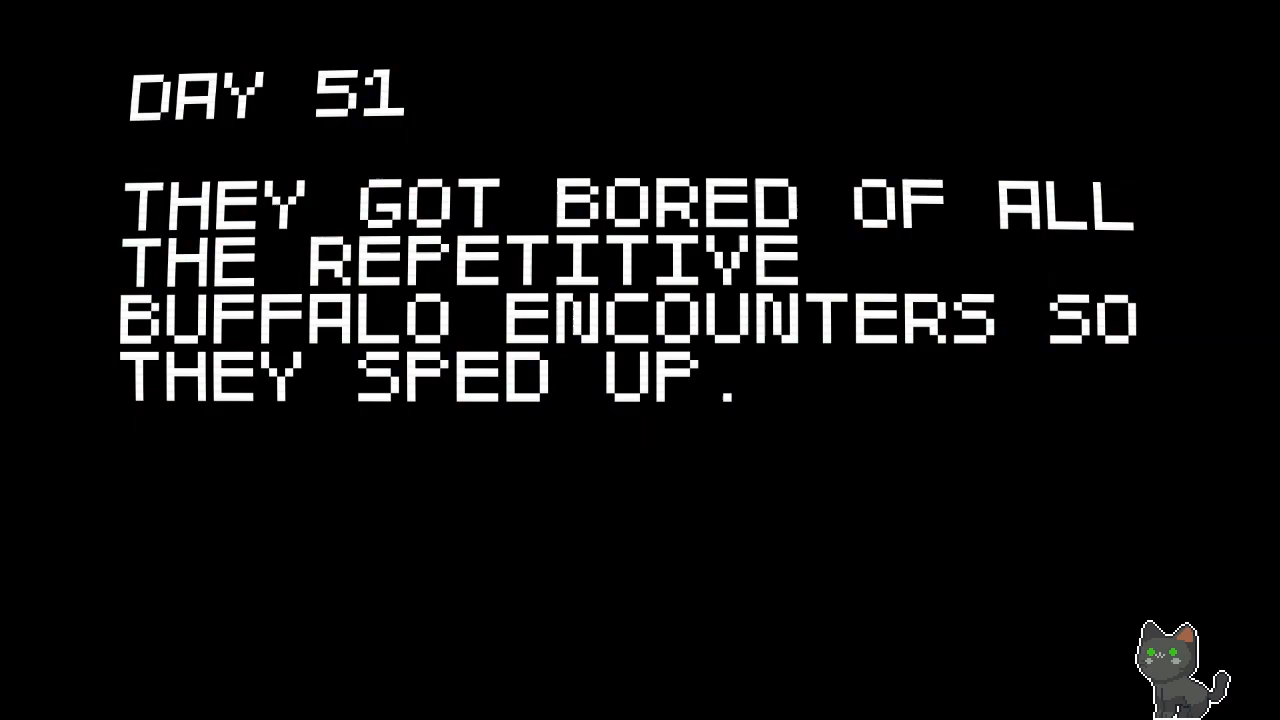 DAY 51
THEY GOT BORED OF ALL
THE REPETITIVE
BUFFALO ENCOUNTERS SO
THEY SPED UP.